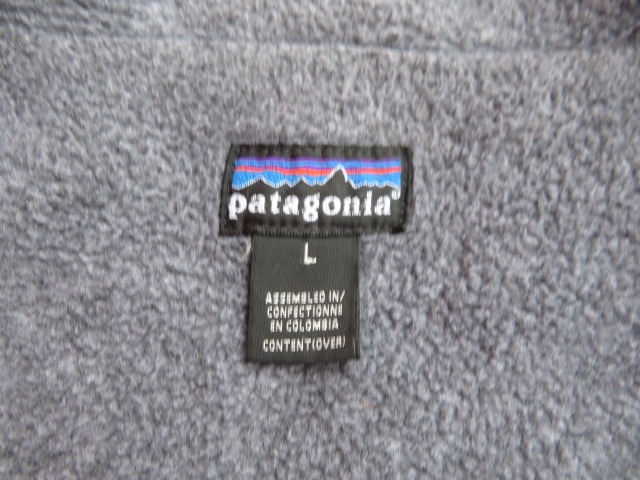 patagonia®
L
ASSEMBLED IN/
CONFECTIONNE
EN COLOMBIA
CONTENT(OVER)